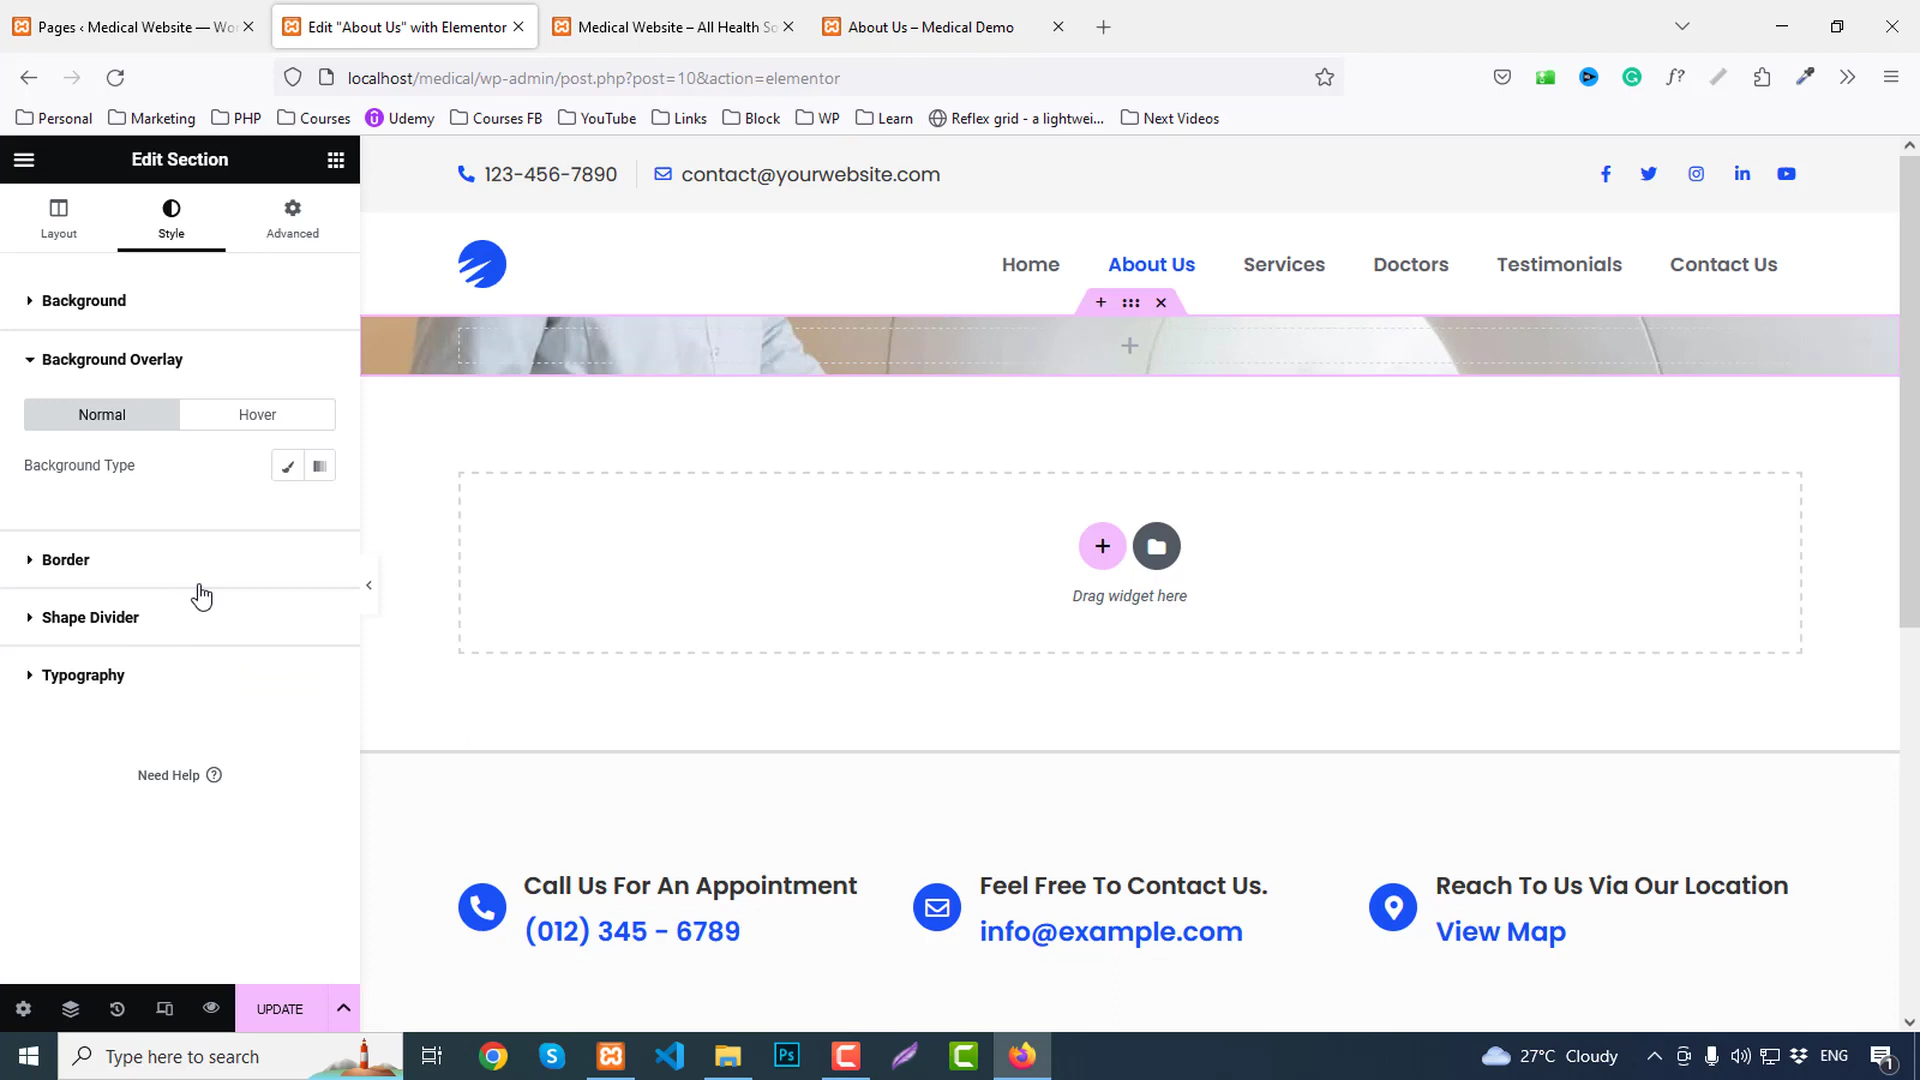 Pages ‹ Medical Website — Wo
Edit "About Us" with Elementor
Medical Website – All Health So
About Us – Medical Demo
localhost/medical/wp-admin/post.php?post=10&action=elementor
f?
Personal
Marketing
PHP
Courses
Udemy
Courses FB
YouTube
Links
Block
WP
Learn
Reflex grid - a lightwei...
Next Videos
Edit Section
Layout
Style
Advanced
Background
Background Overlay
Normal
Hover
Background Type
Border
Shape Divider
Typography
Need Help
UPDATE
123-456-7890
contact@yourwebsite.com
Home
About Us
Services
Doctors
Testimonials
Contact Us
Drag widget here
Call Us For An Appointment
(012) 345 - 6789
Feel Free To Contact Us.
info@example.com
Reach To Us Via Our Location
View Map
Type here to search
Ps
27°C Cloudy
ENG
1